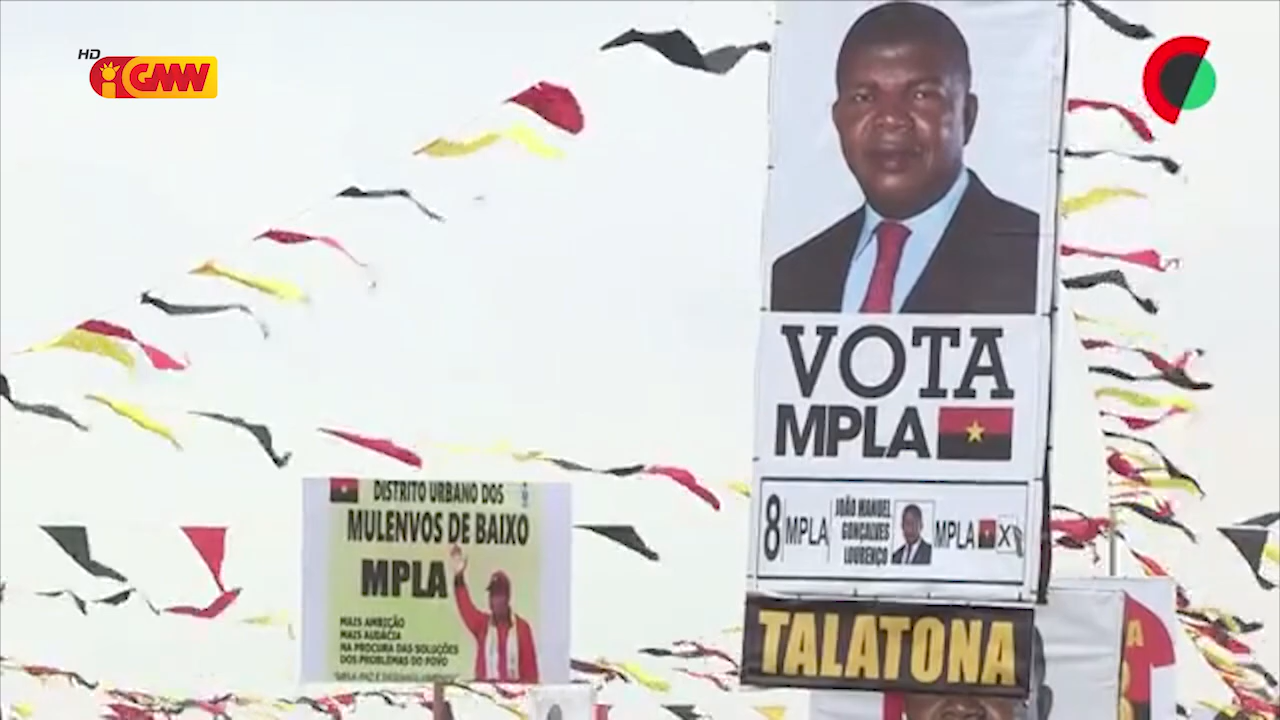 HD
iGMW
VOTA
MPLA
8 MPLA JOÃO MANUEL GONÇALVES LOURENÇO MPLA X
TALATONA
DISTRITO URBANO DOS
MULENVOS DE BAIXO
MPLA
MAIS AMBIÇÃO
MAIS AUDÁCIA
NA PROCURA DAS SOLUÇÕES
DOS PROBLEMAS DO POVO